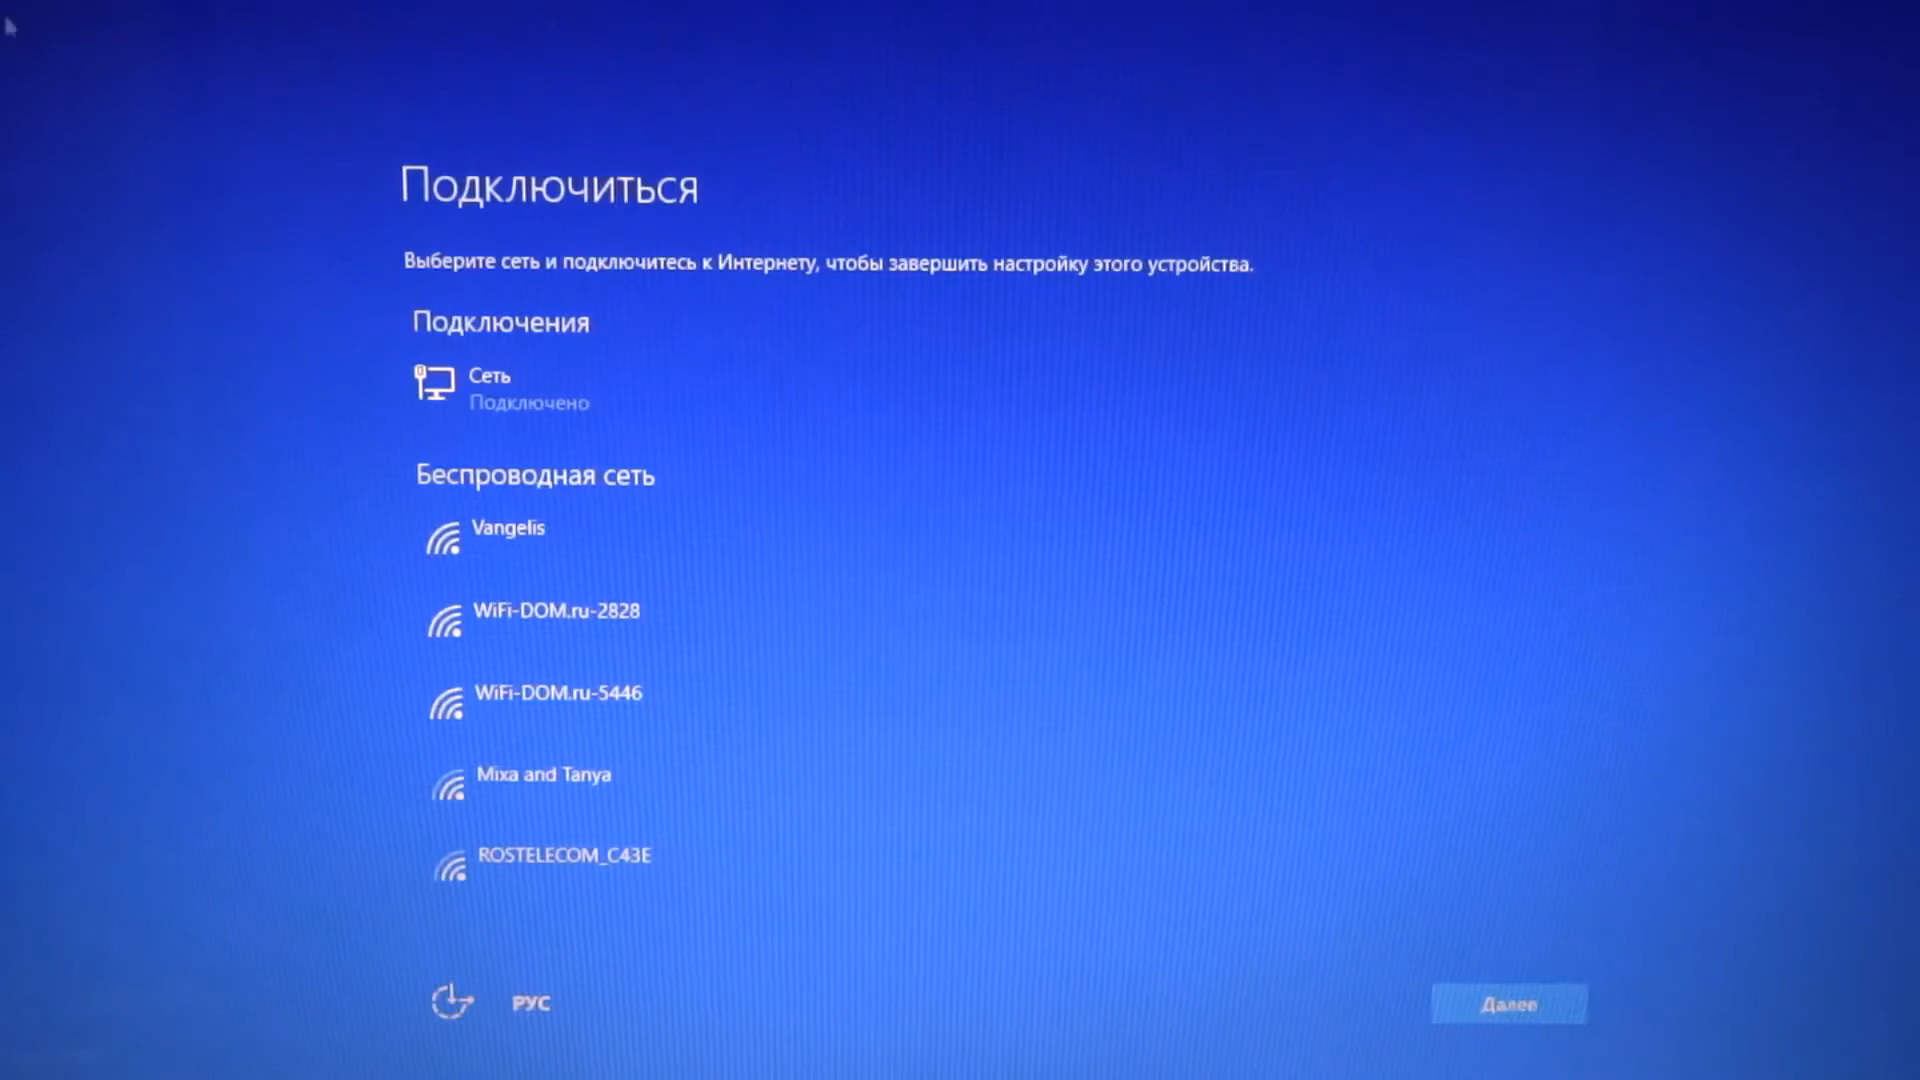 Подключиться
Выберите сеть и подключитесь к Интернету, чтобы завершить настройку этого устройства.
Подключения
Сеть
Подключено
Беспроводная сеть
Vangelis
WiFi-DOM.ru-2828
WiFi-DOM.ru-5446
Mixa and Tanya
ROSTELECOM_C43E
РУС
Далее